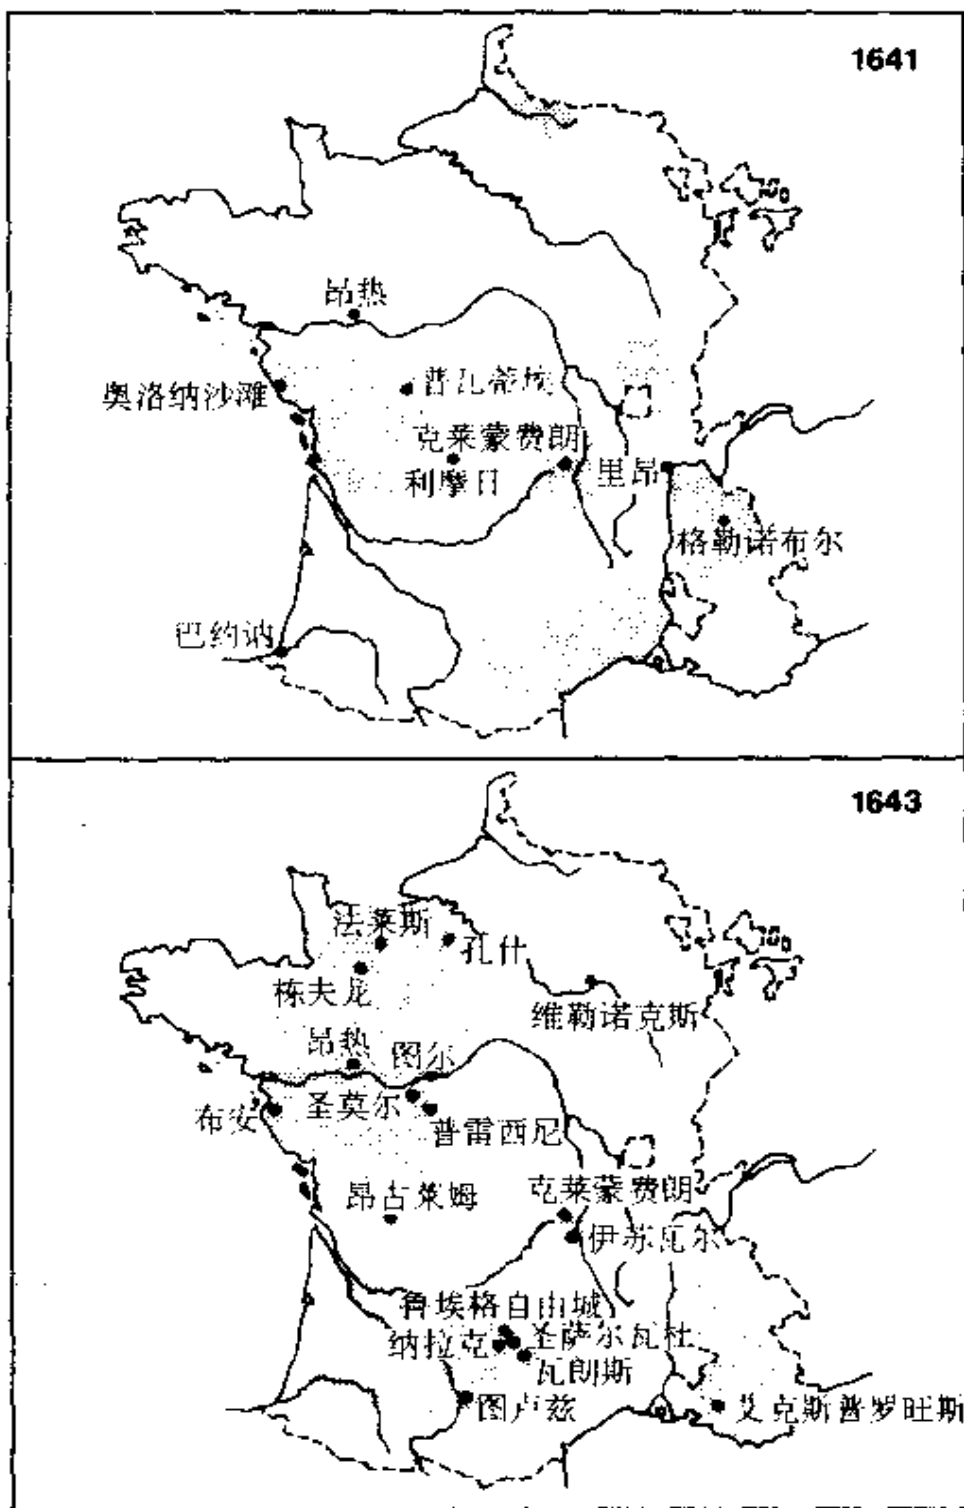 1641
昂热
奥洛纳沙滩
普瓦蒂埃
克莱蒙费朗
利摩日
里昂
格勒诺布尔
巴约讷
1643
法莱斯
孔什
栋夫龙
维勒诺克斯
昂热
图尔
布安
圣莫尔
普雷西尼
昂古莱姆
克莱蒙费朗
伊苏瓦尔
鲁埃格自由城
纳拉克
圣萨尔瓦杜
瓦朗斯
图卢兹
艾克斯普罗旺斯